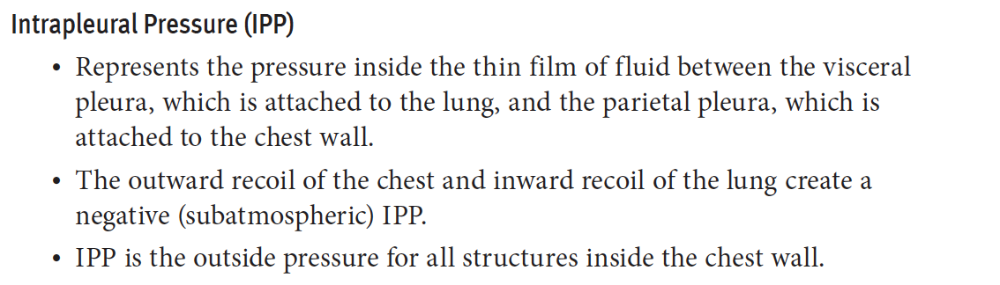 Intrapleural Pressure (IPP)
• Represents the pressure inside the thin film of fluid between the visceral
pleura, which is attached to the lung, and the parietal pleura, which is
attached to the chest wall.
• The outward recoil of the chest and inward recoil of the lung create a
negative (subatmospheric) IPP.
• IPP is the outside pressure for all structures inside the chest wall.